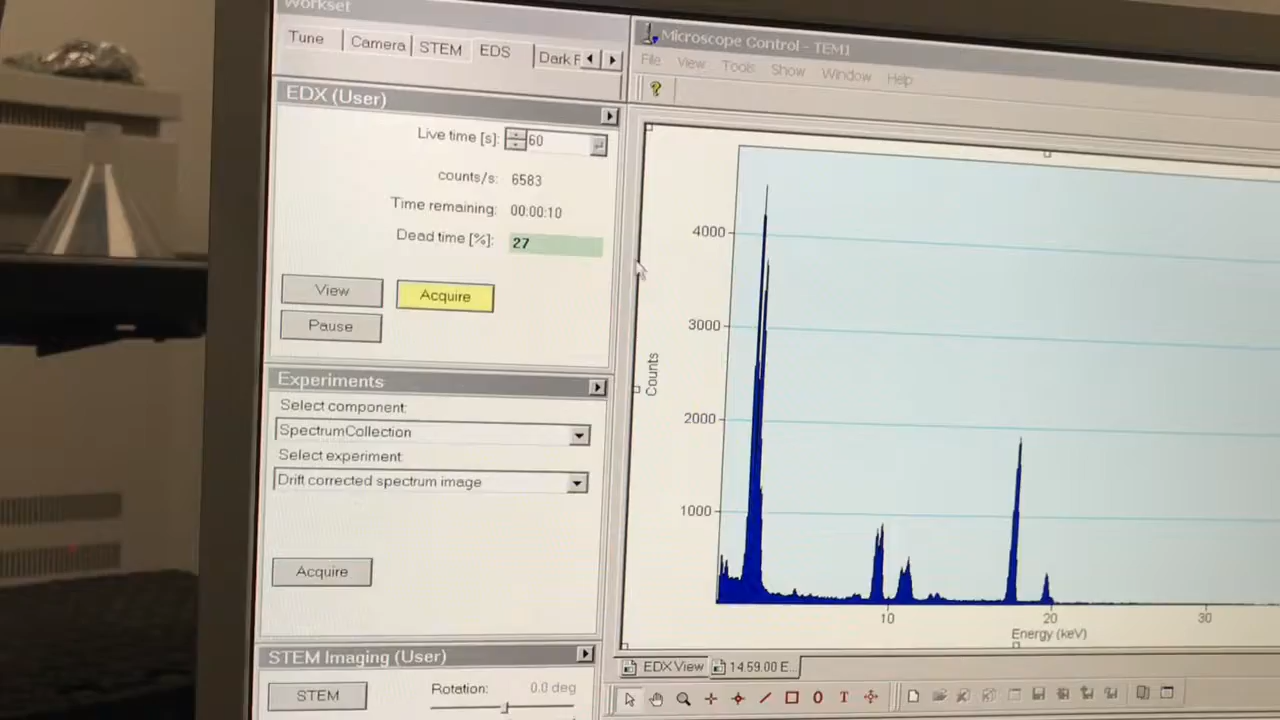 Workset
Tune Camera STEM EDS Dark F
EDX (User)
Live time [s]: 60
counts/s: 6583
Time remaining: 00:00:10
Dead time [%]: 27
View Acquire
Pause
Experiments
Select component:
SpectrumCollection
Select experiment:
Drift corrected spectrum image
Acquire
STEM Imaging (User)
STEM Rotation: 0.0 deg
Microscope Control - TEM1
File View Tools Show Window Help
?
4000
3000
2000
1000
Counts
10 20 30
Energy (keV)
EDX View 14.59.00 E...
T